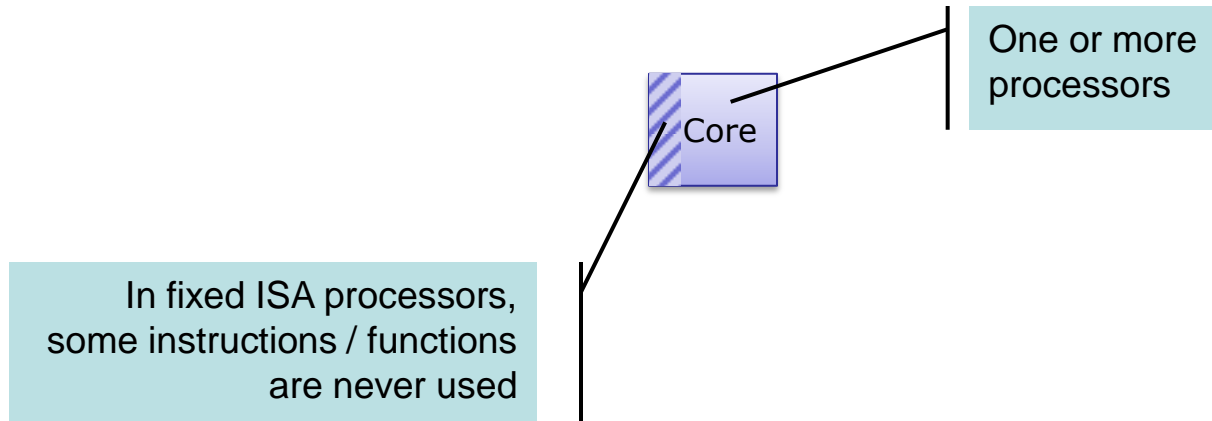 One or more
processors
Core
In fixed ISA processors,
some instructions / functions
are never used